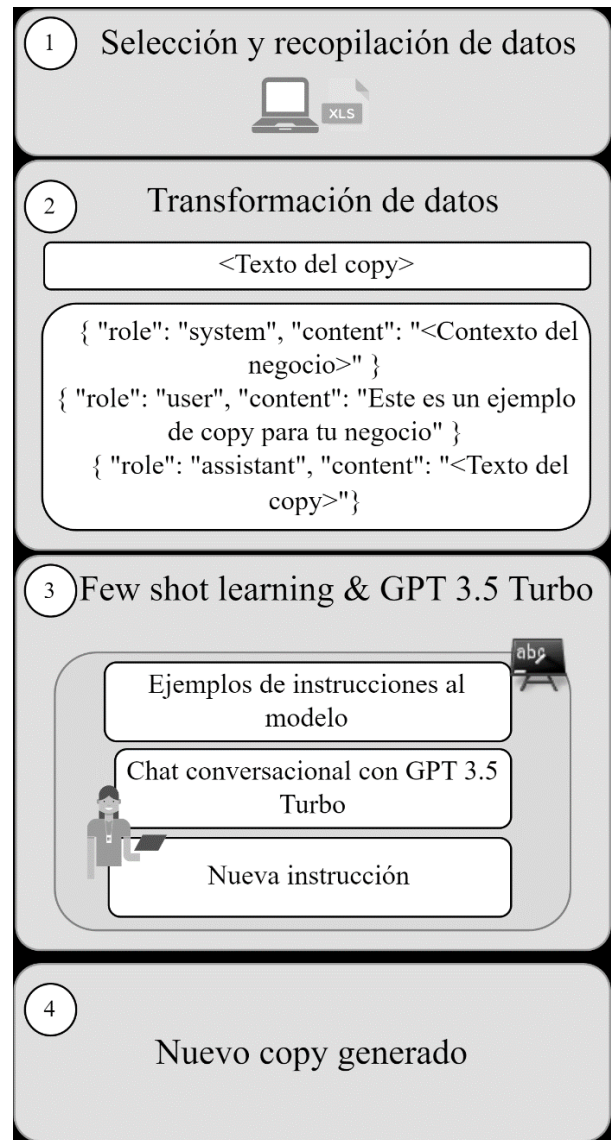 1
Selección y recopilación de datos
XLS
2
Transformación de datos
<Texto del copy>
{ "role": "system", "content": "<Contexto del
negocio>" }
{ "role": "user", "content": "Este es un ejemplo
de copy para tu negocio" }
{ "role": "assistant", "content": "<Texto del
copy>"}
3
Few shot learning & GPT 3.5 Turbo
abc
Ejemplos de instrucciones al
modelo
Chat conversacional con GPT 3.5
Turbo
Nueva instrucción
4
Nuevo copy generado